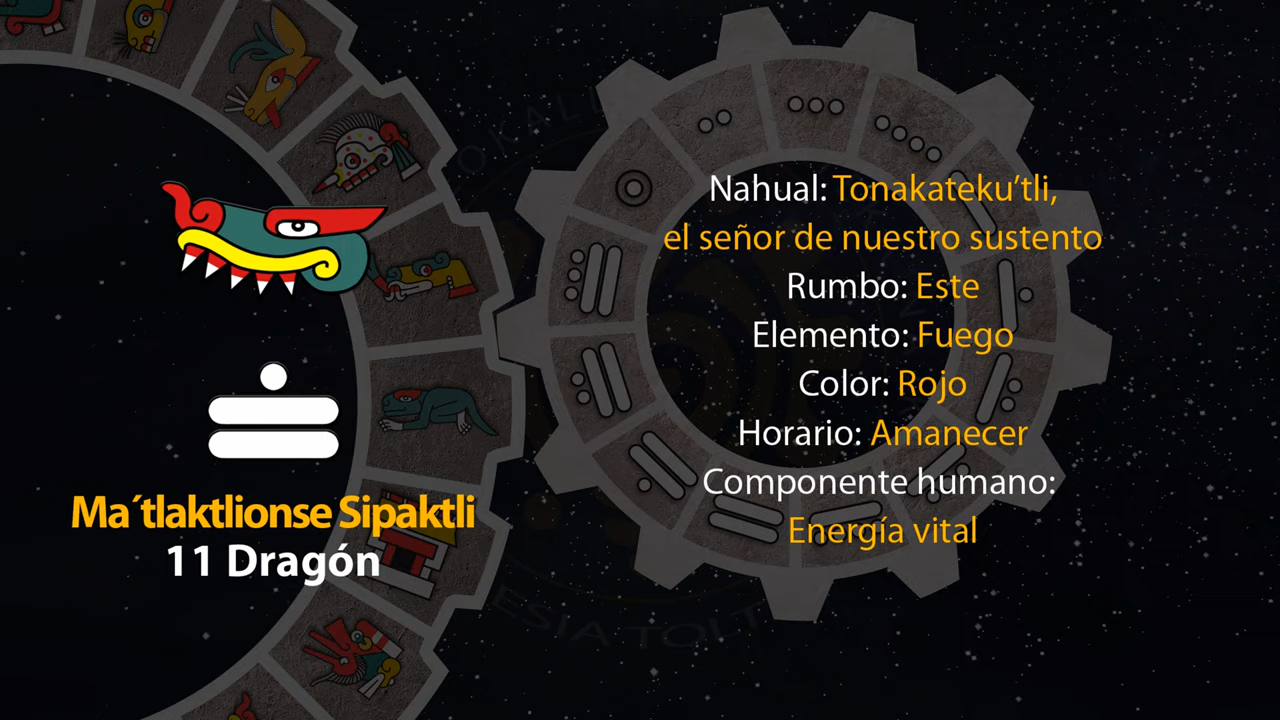 Ma´tlaktlionse Sipaktli
11 Dragón
Nahual: Tonakateku’tli,
el señor de nuestro sustento
Rumbo: Este
Elemento: Fuego
Color: Rojo
Horario: Amanecer
Componente humano:
Energía vital